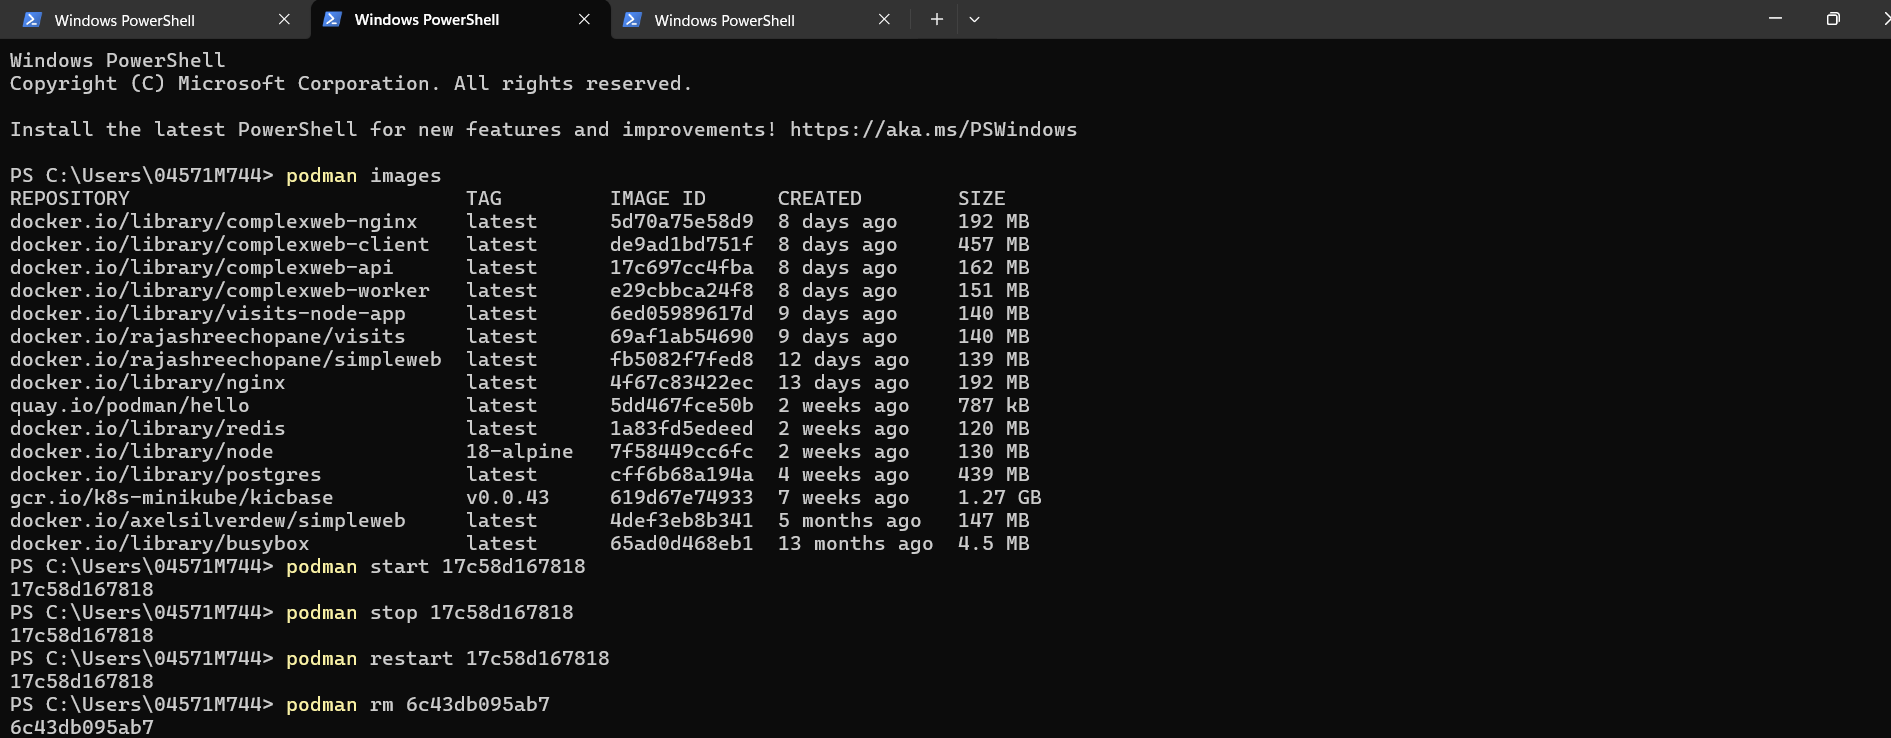 Windows PowerShell Windows PowerShell Windows PowerShell
Windows PowerShell
Copyright (C) Microsoft Corporation. All rights reserved.
Install the latest PowerShell for new features and improvements! https://aka.ms/PSWindows
PS C:\Users\04571M744> podman images
REPOSITORY TAG IMAGE ID CREATED SIZE
docker.io/library/complexweb-nginx latest 5d70a75e58d9 8 days ago 192 MB
docker.io/library/complexweb-client latest de9ad1bd751f 8 days ago 457 MB
docker.io/library/complexweb-api latest 17c697cc4fba 8 days ago 162 MB
docker.io/library/complexweb-worker latest e29cbbca24f8 8 days ago 151 MB
docker.io/library/visits-node-app latest 6ed05989617d 9 days ago 140 MB
docker.io/rajashreechopane/visits latest 69af1ab54690 9 days ago 140 MB
docker.io/rajashreechopane/simpleweb latest fb5082f7fed8 12 days ago 139 MB
docker.io/library/nginx latest 4f67c83422ec 13 days ago 192 MB
quay.io/podman/hello latest 5dd467fce50b 2 weeks ago 787 kB
docker.io/library/redis latest 1a83fd5edeed 2 weeks ago 120 MB
docker.io/library/node 18-alpine 7f58449cc6fc 2 weeks ago 130 MB
docker.io/library/postgres latest cff6b68a194a 4 weeks ago 439 MB
gcr.io/k8s-minikube/kicbase v0.0.43 619d67e74933 7 weeks ago 1.27 GB
docker.io/axelsilverdew/simpleweb latest 4def3eb8b341 5 months ago 147 MB
docker.io/library/busybox latest 65ad0d468eb1 13 months ago 4.5 MB
PS C:\Users\04571M744> podman start 17c58d167818
17c58d167818
PS C:\Users\04571M744> podman stop 17c58d167818
17c58d167818
PS C:\Users\04571M744> podman restart 17c58d167818
17c58d167818
PS C:\Users\04571M744> podman rm 6c43db095ab7
6c43db095ab7